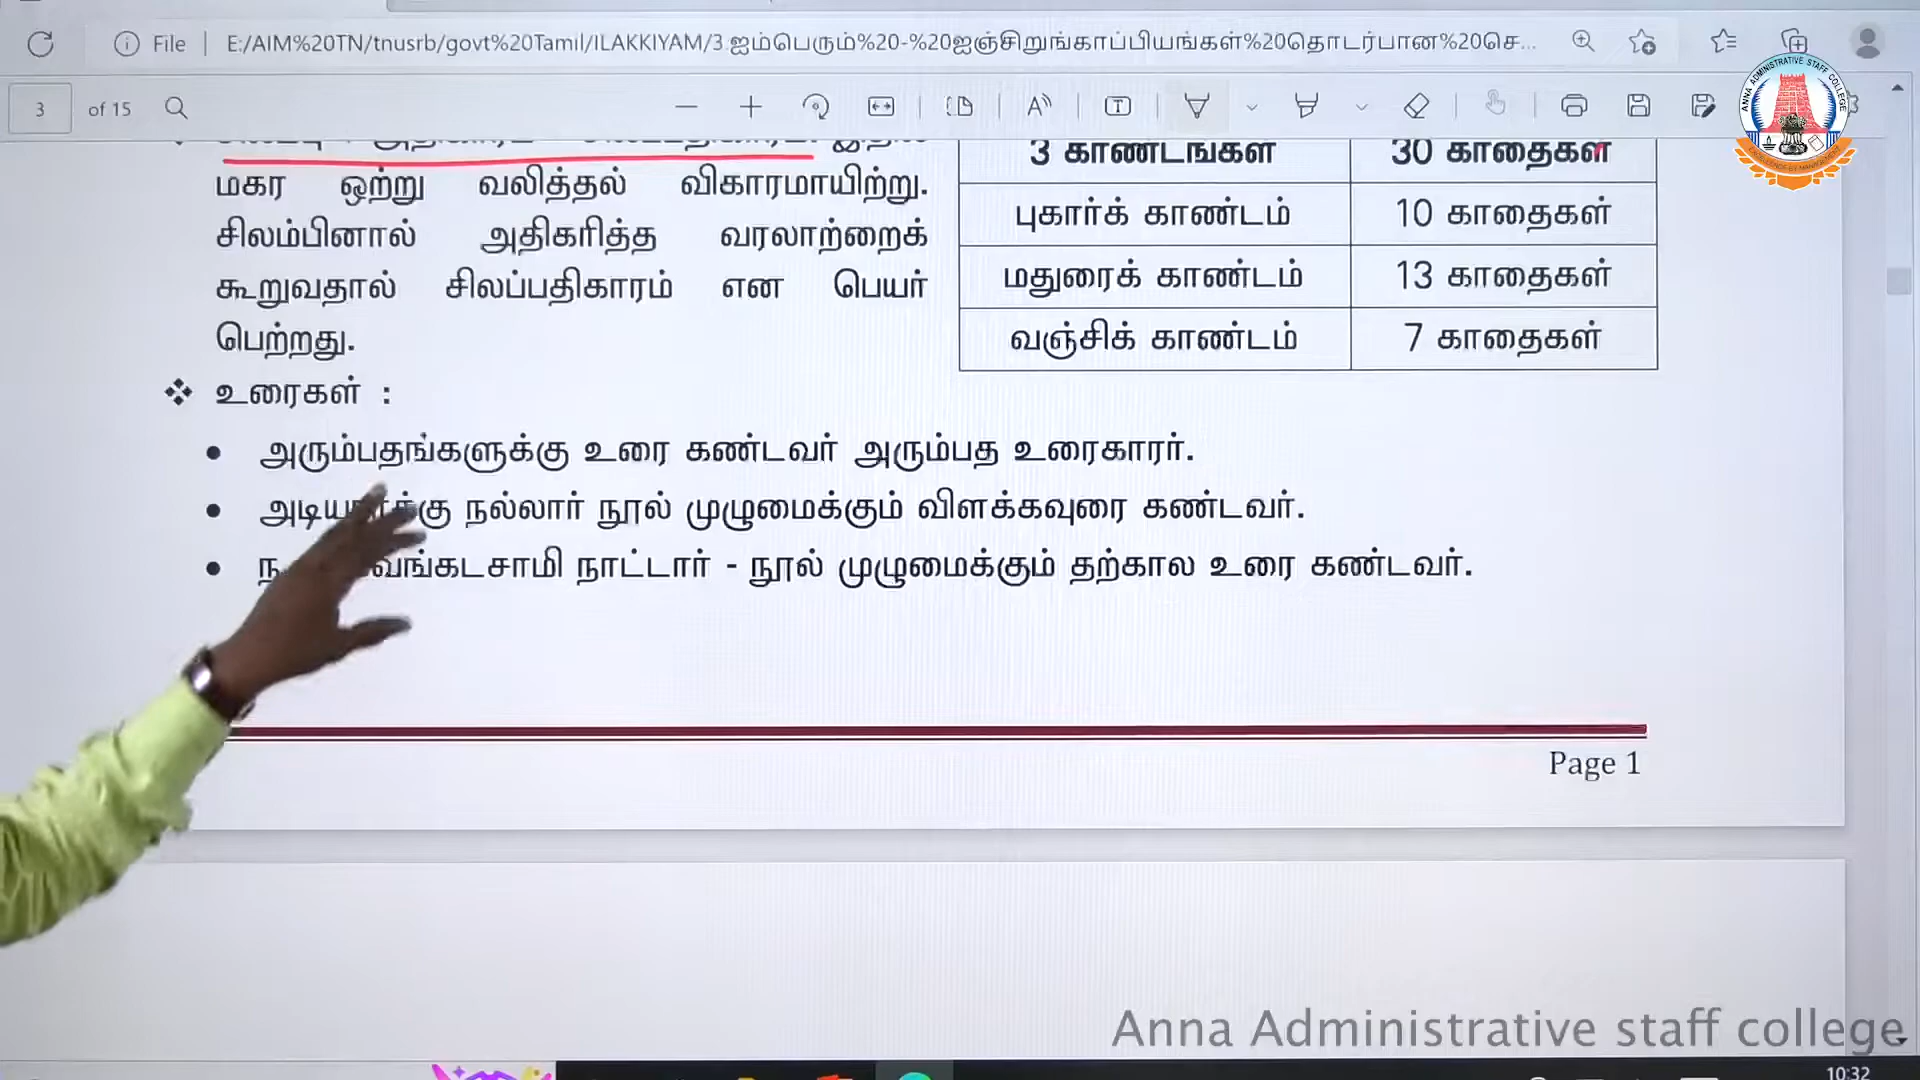 File | E:/AIM%20TN/tnusrb/govt%20Tamil/ILAKKIYAM/3.ஐம்பெரும்%20-%20ஐஞ்சிறுங்காப்பியங்கள்%20தொடர்பான%20செ...
3 of 15
ANNA ADMINISTRATIVE STAFF COLLEGE
மகர ஒற்று வலித்தல் விகாரமாயிற்று.
சிலம்பினால் அதிகரித்த வரலாற்றைக்
கூறுவதால் சிலப்பதிகாரம் என பெயர்
பெற்றது.
3 காண்டங்கள் 30 காதைகள்
புகார்க் காண்டம் 10 காதைகள்
மதுரைக் காண்டம் 13 காதைகள்
வஞ்சிக் காண்டம் 7 காதைகள்
❖ உரைகள் :
• அரும்பதங்களுக்கு உரை கண்டவர் அரும்பத உரைகாரர்.
• நல்லார் நூல் முழுமைக்கும் விளக்கவுரை கண்டவர்.
• நாட்டார் - நூல் முழுமைக்கும் தற்கால உரை கண்டவர்.
Page 1
Anna Administrative staff college
10:32